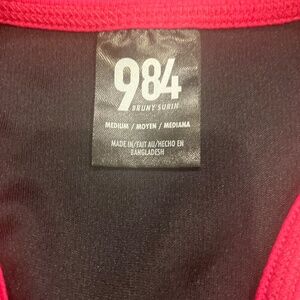 984
BRUNY SURIN
MEDIUM / MOYEN / MEDIANA
MADE IN/FAIT AU/HECHO EN
BANGLADESH